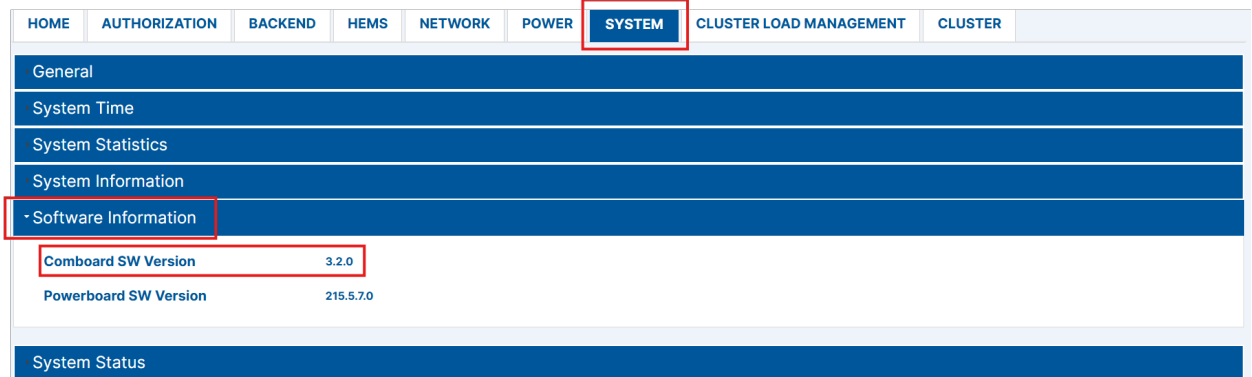 HOME AUTHORIZATION BACKEND HEMS NETWORK POWER SYSTEM CLUSTER LOAD MANAGEMENT CLUSTER
General
System Time
System Statistics
System Information
Software Information
Comboard SW Version 3.2.0
Powerboard SW Version 215.5.7.0
System Status